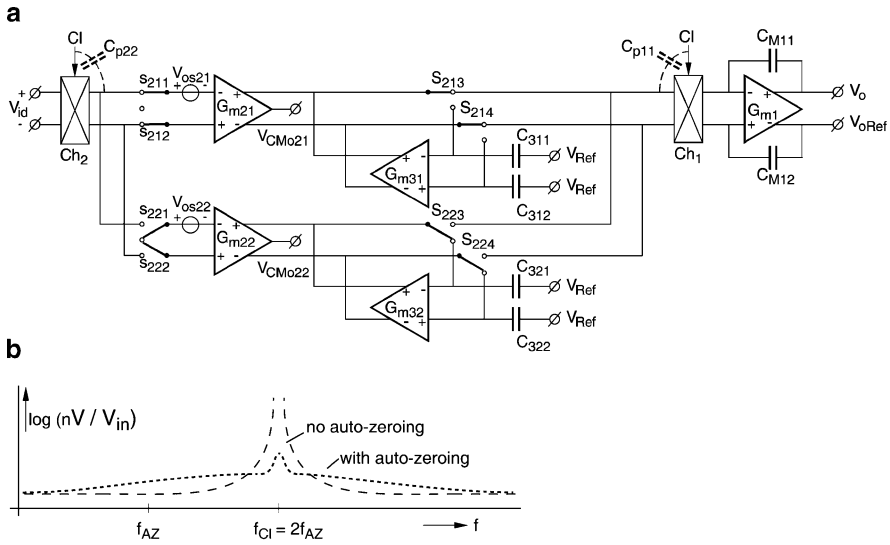 a
Cl
Cp22
s211
Vos21
+ -
+
Vid
-
s212
Ch2
- +
Gm21
+ -
VCMo21
S213
S214
+ -
Gm31
- +
C311
VRef
C312
VRef
Cp11
Cl
Ch1
CM11
- +
Gm1
+ -
CM12
Vo
VoRef
s221
Vos22
+ -
s222
- +
Gm22
+ -
VCMo22
S223
S224
+ -
Gm32
- +
C321
VRef
C322
VRef
b
log (nV / Vin)
no auto-zeroing
with auto-zeroing
fAZ
fCl = 2fAZ
f